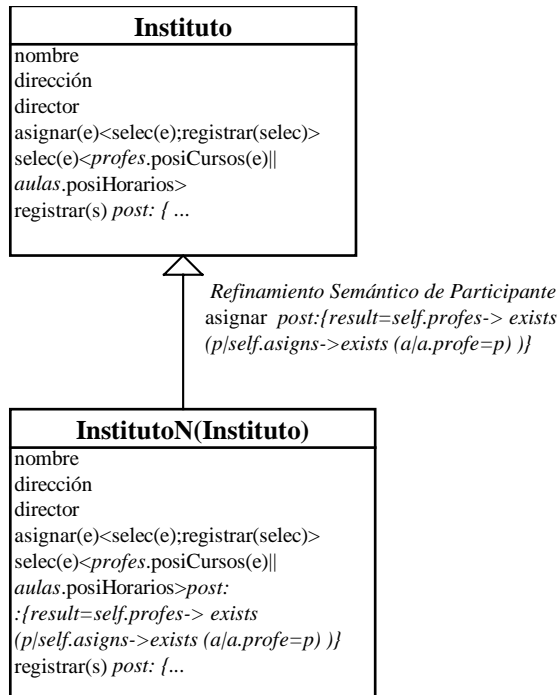 Instituto
nombre
dirección
director
asignar(e)<selec(e);registrar(selec)>
selec(e)<profes.posiCursos(e)||
aulas.posiHorarios>
registrar(s) post: { ...
Refinamiento Semántico de Participante
asignar post:{result=self.profes-> exists
(p|self.asigns->exists (a|a.profe=p) )}
InstitutoN(Instituto)
nombre
dirección
director
asignar(e)<selec(e);registrar(selec)>
selec(e)<profes.posiCursos(e)||
aulas.posiHorarios>post:
:{result=self.profes-> exists
(p|self.asigns->exists (a|a.profe=p) )}
registrar(s) post: {...